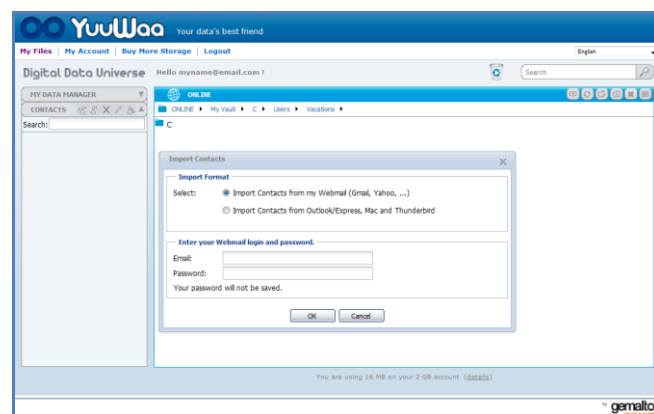 YuuWaa Your data's best friend
My Files | My Account | Buy More Storage | Logout English
Digital Data Universe Hello myname@email.com ! Search
MY DATA MANAGER ONLINE
CONTACTS ONLINE My Vault C Users Vacations
Search: C
Import Contacts
Import Format
Select: Import Contacts from my Webmail (Gmail, Yahoo, ...)
Import Contacts from Outlook/Express, Mac and Thunderbird
Enter your Webmail login and password.
Email:
Password:
Your password will not be saved.
OK Cancel
You are using 16 MB on your 2 GB account (details)
by gemalto